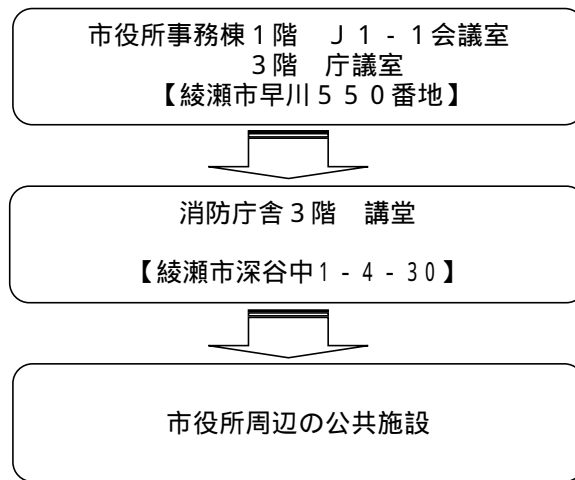 市役所事務棟１階　Ｊ１‐１会議室
３階　庁議室
【綾瀬市早川５５０番地】
消防庁舎３階　講堂
【綾瀬市深谷中1‐4‐30】
市役所周辺の公共施設